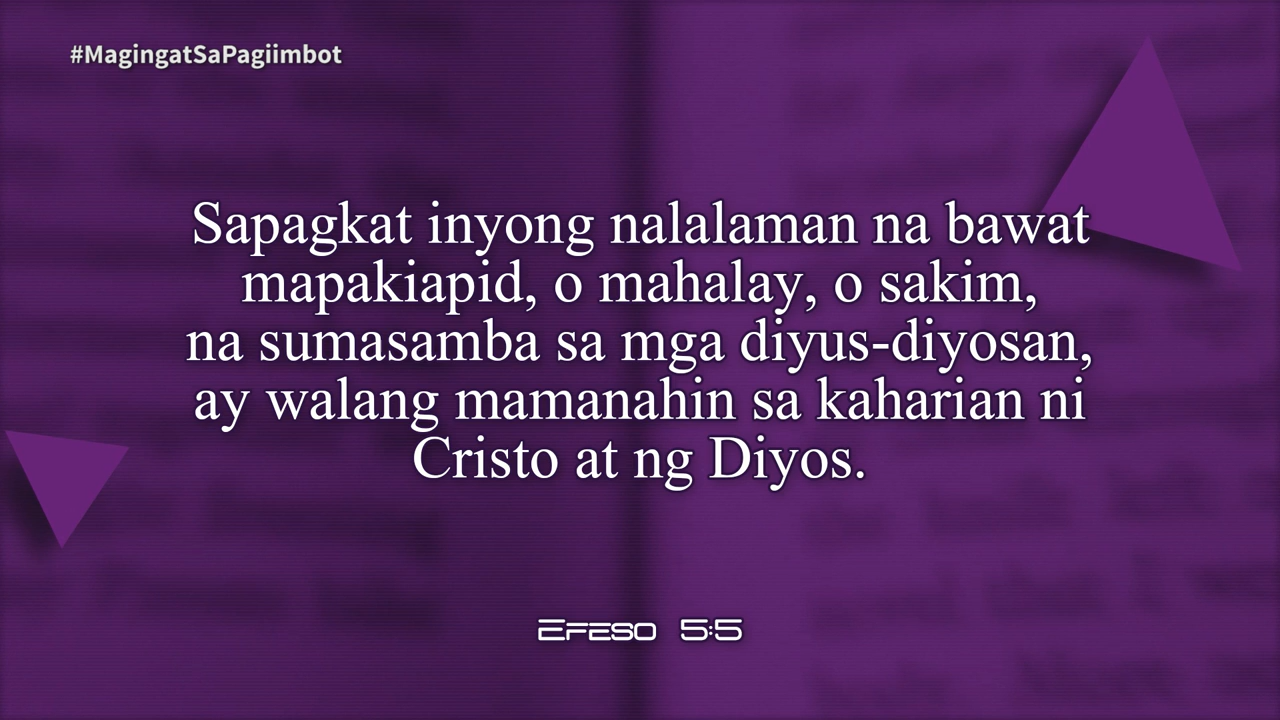 #MagingatSaPagiimbot
Sapagkat inyong nalalaman na bawat
mapakiapid, o mahalay, o sakim,
na sumasamba sa mga diyus-diyosan,
ay walang mamanahin sa kaharian ni
Cristo at ng Diyos.
Efeso 5:5